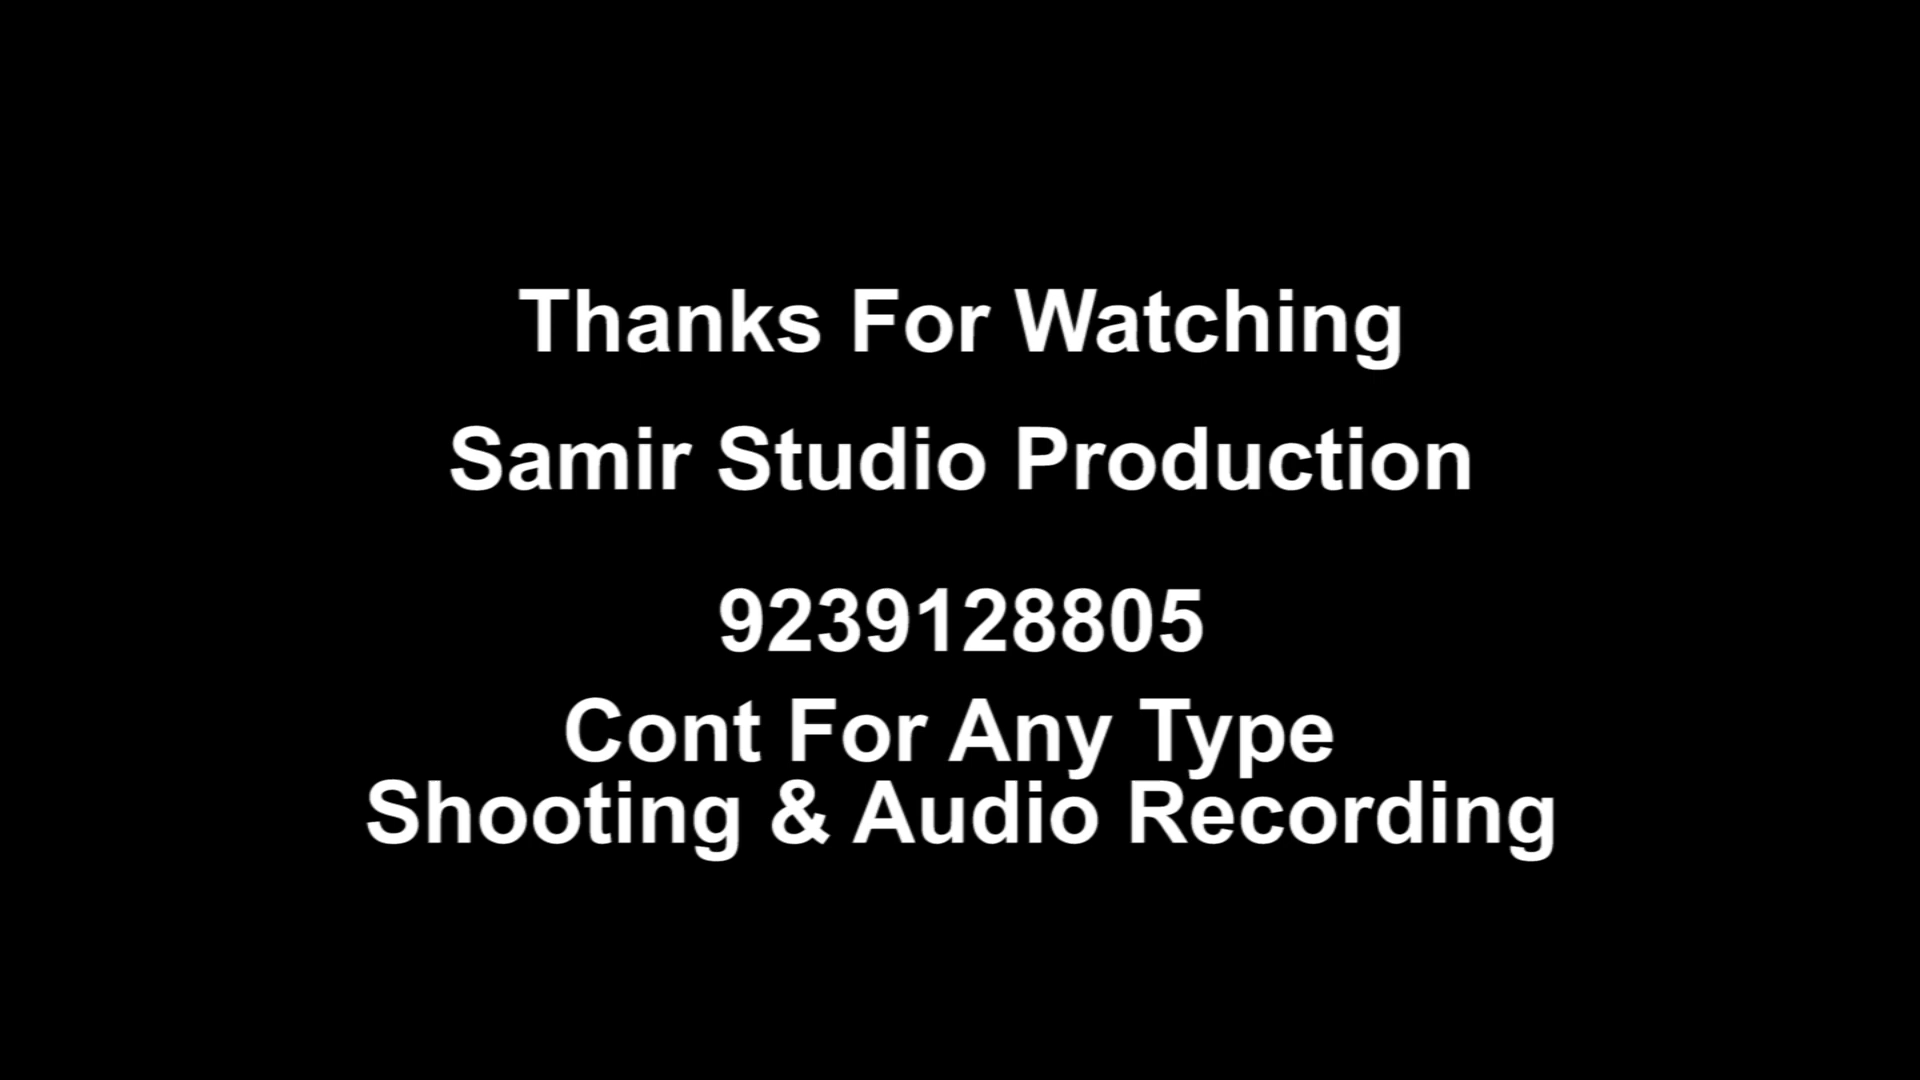 Thanks For Watching
Samir Studio Production
9239128805
Cont For Any Type
Shooting & Audio Recording